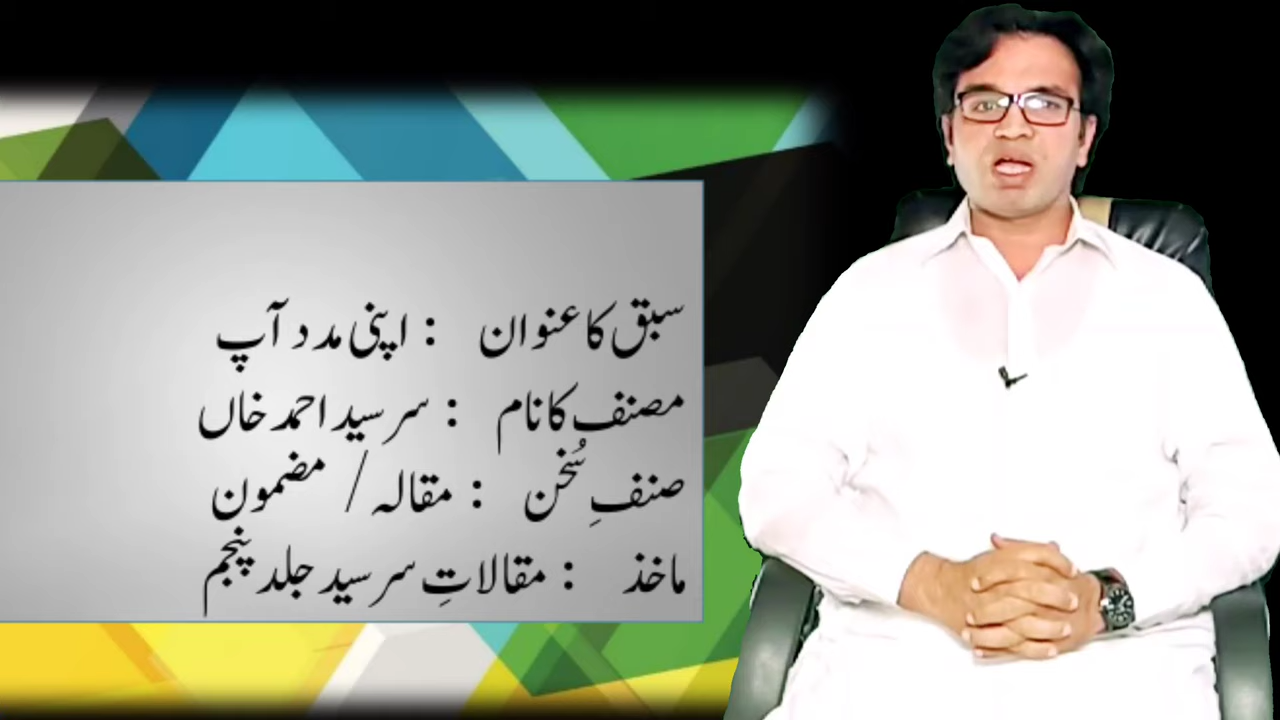 سبق کا عنوان : اپنی مدد آپ
مصنف کا نام : سر سید احمد خاں
صنفِ سُخن : مقالہ / مضمون
ماخذ : مقالاتِ سر سید جلد پنجم